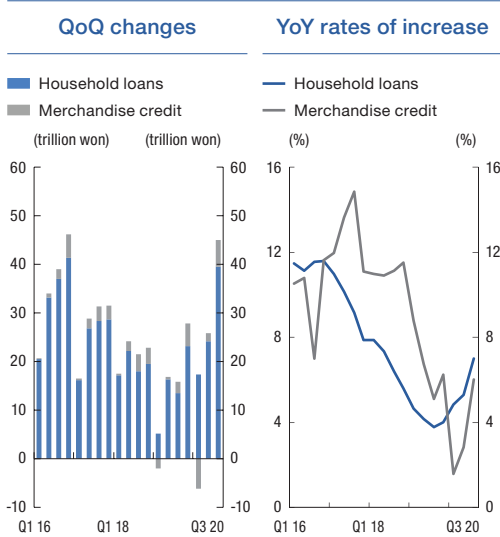 QoQ changes
Household loans
Merchandise credit
(trillion won) (trillion won)
60 60
50 50
40 40
30 30
20 20
10 10
0 0
-10 -10
Q1 16 Q1 18 Q3 20
YoY rates of increase
Household loans
Merchandise credit
(%) (%)
16 16
12 12
8 8
4 4
0 0
Q1 16 Q1 18 Q3 20